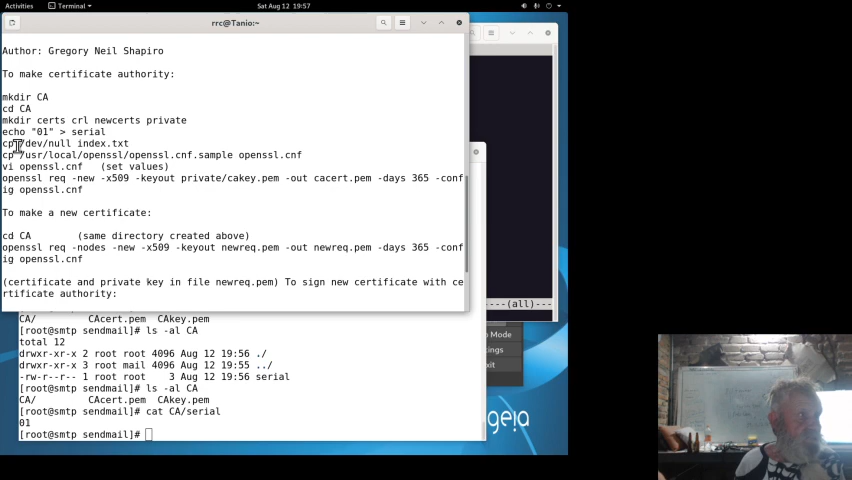 Activities Terminal Sat Aug 12 19:57
rrc@Tanio:~
Author: Gregory Neil Shapiro
To make certificate authority:
mkdir CA
cd CA
mkdir certs crl newcerts private
echo "01" > serial
cp /dev/null index.txt
cp /usr/local/openssl/openssl.cnf.sample openssl.cnf
vi openssl.cnf (set values)
openssl req -new -x509 -keyout private/cakey.pem -out cacert.pem -days 365 -conf
ig openssl.cnf
To make a new certificate:
cd CA (same directory created above)
openssl req -nodes -new -x509 -keyout newreq.pem -out newreq.pem -days 365 -conf
ig openssl.cnf
(certificate and private key in file newreq.pem) To sign new certificate with ce
rtificate authority:
----(all)---
CA/ CAcert.pem CAkey.pem
[root@smtp sendmail]# ls -al CA
total 12
drwxr-xr-x 2 root root 4096 Aug 12 19:56 ./
drwxr-xr-x 3 root mail 4096 Aug 12 19:55 ../
-rw-r--r-- 1 root root 3 Aug 12 19:56 serial
[root@smtp sendmail]# ls -al CA
CA/ CAcert.pem CAkey.pem
[root@smtp sendmail]# cat CA/serial
01
[root@smtp sendmail]#
Mode